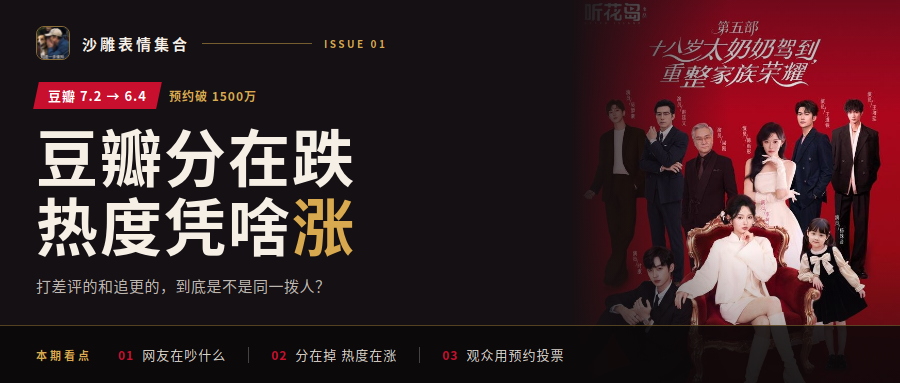 沙雕表情集合
ISSUE 01
豆瓣 7.2 → 6.4
预约破 1500万
豆瓣分在跌
热度凭啥涨
打差评的和追更的，到底是不是同一拨人？
听花岛
第五部
十八岁太奶奶驾到，
重整家族荣耀
本期看点
01 网友在吵什么
02 分在掉 热度在涨
03 观众用预约投票